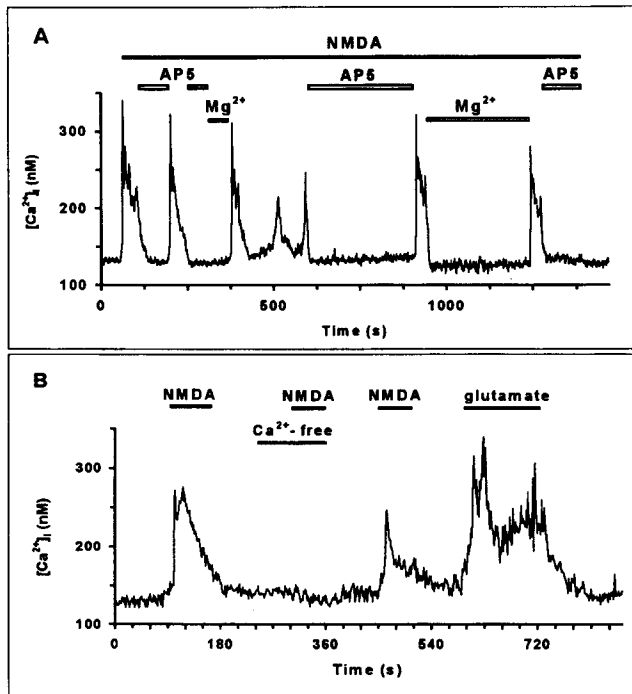 A
NMDA
AP5 AP5 AP5
Mg²⁺ Mg²⁺
[Ca²⁺]ᵢ (nM)
300
200
100
0 500 1000
Time (s)
B
NMDA NMDA NMDA glutamate
Ca²⁺- free
[Ca²⁺]ᵢ (nM)
300
200
100
0 180 360 540 720
Time (s)